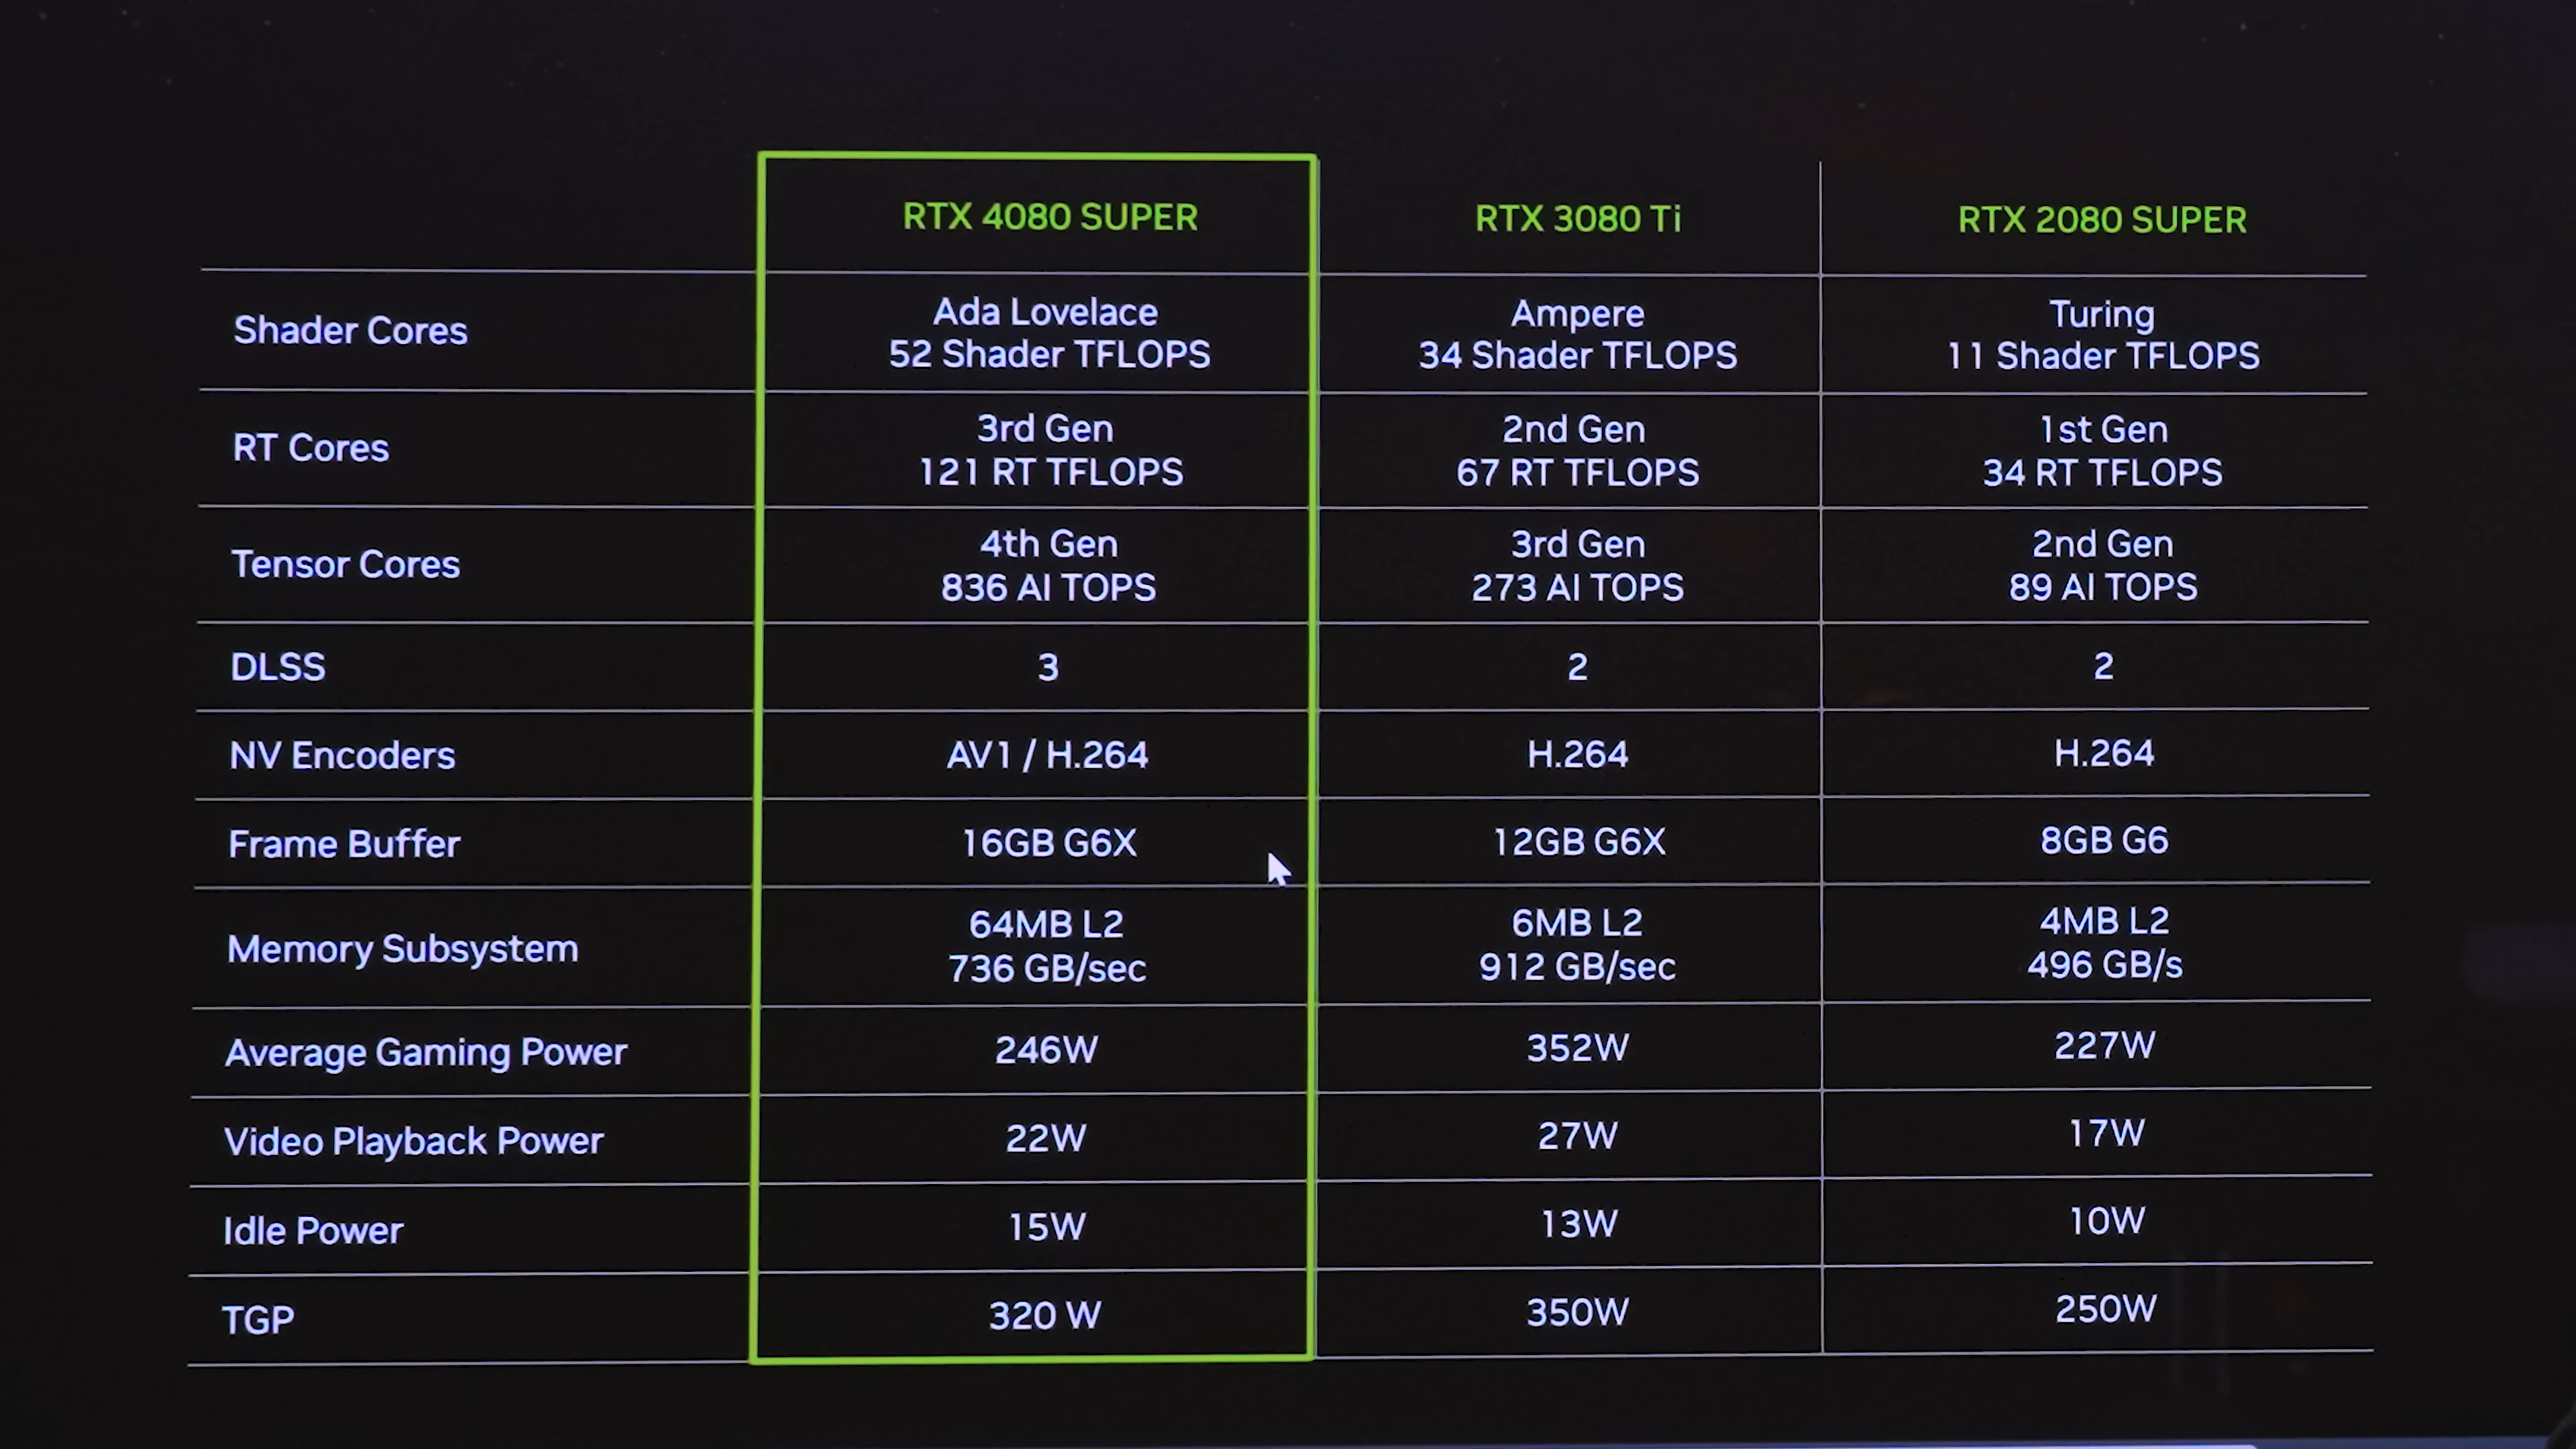 RTX 4080 SUPER RTX 3080 Ti RTX 2080 SUPER
Shader Cores Ada Lovelace Ampere Turing
52 Shader TFLOPS 34 Shader TFLOPS 11 Shader TFLOPS
RT Cores 3rd Gen 2nd Gen 1st Gen
121 RT TFLOPS 67 RT TFLOPS 34 RT TFLOPS
Tensor Cores 4th Gen 3rd Gen 2nd Gen
836 AI TOPS 273 AI TOPS 89 AI TOPS
DLSS 3 2 2
NV Encoders AV1 / H.264 H.264 H.264
Frame Buffer 16GB G6X 12GB G6X 8GB G6
Memory Subsystem 64MB L2 6MB L2 4MB L2
736 GB/sec 912 GB/sec 496 GB/s
Average Gaming Power 246W 352W 227W
Video Playback Power 22W 27W 17W
Idle Power 15W 13W 10W
TGP 320 W 350W 250W